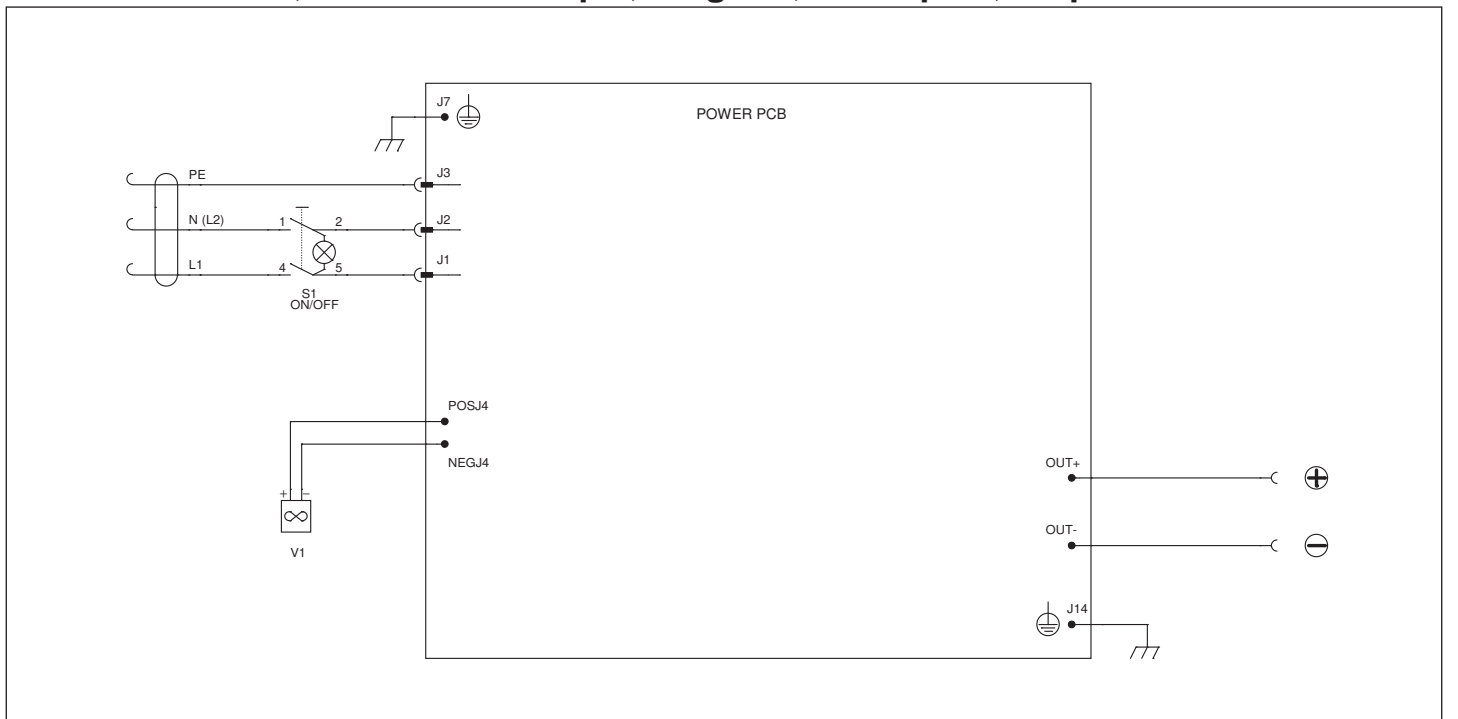 J7
POWER PCB
PE
J3
N (L2)
1
2
J2
L1
4
5
J1
S1
ON/OFF
POSJ4
NEGJ4
+
−
V1
OUT+
OUT-
J14